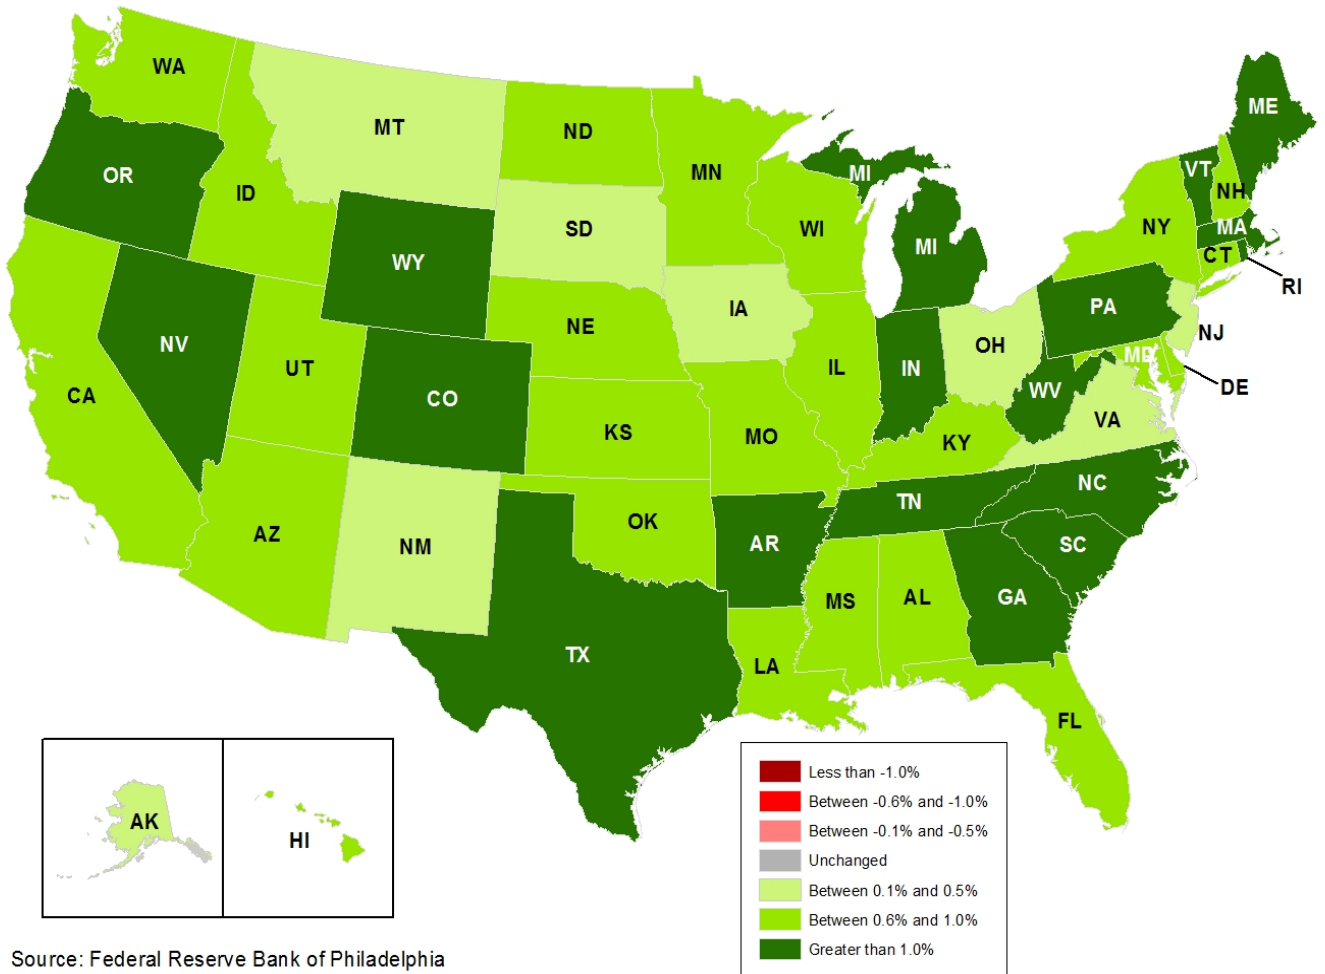 WA
ME
MT
ND
VT
MN
MI
OR
NH
ID
WI
NY
MA
SD
MI
CT
WY
RI
IA
PA
NE
NJ
NV
OH
MD
UT
IL
IN
DE
CA
CO
WV
KS
MO
KY
VA
NC
TN
OK
AZ
NM
AR
SC
MS
AL
GA
TX
LA
FL
Less than -1.0%
Between -0.6% and -1.0%
Between -0.1% and -0.5%
Unchanged
Between 0.1% and 0.5%
Between 0.6% and 1.0%
Greater than 1.0%
AK
HI
Source: Federal Reserve Bank of Philadelphia